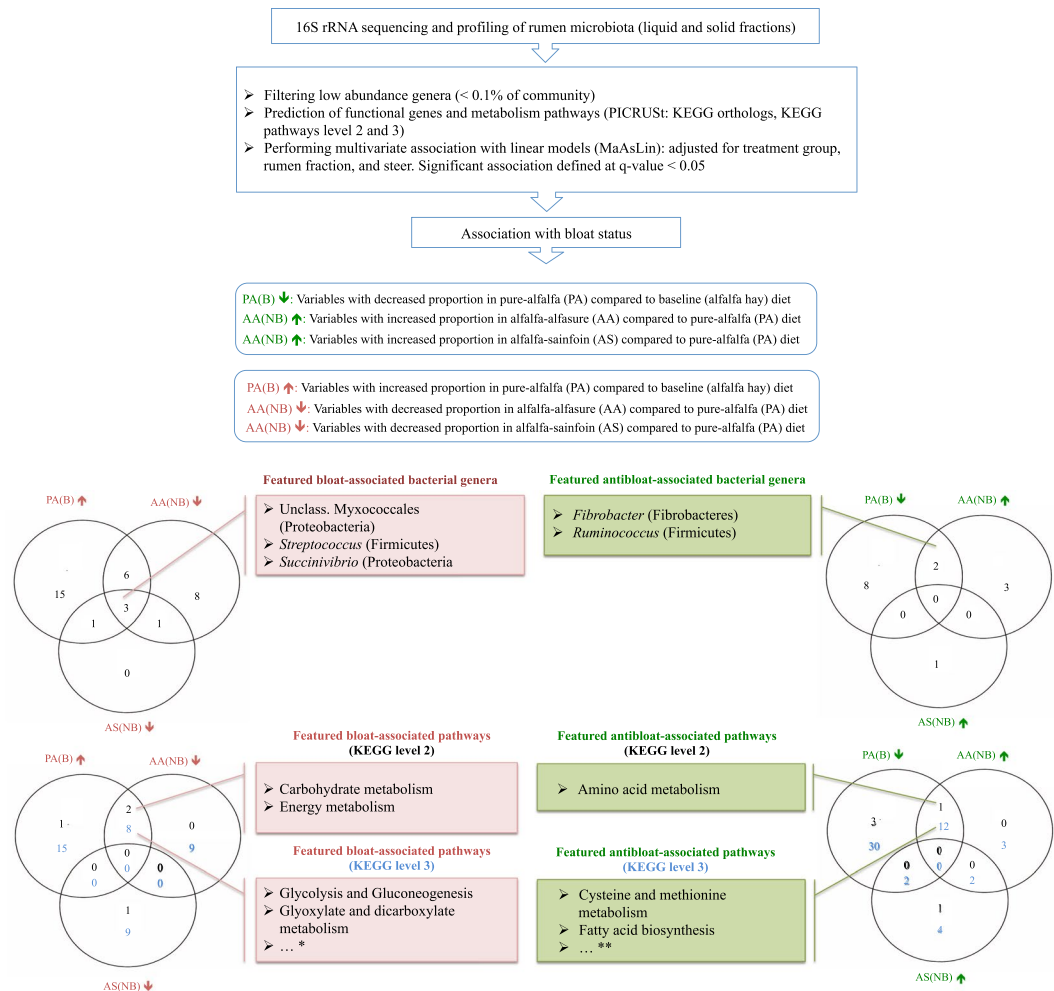 16S rRNA sequencing and profiling of rumen microbiota (liquid and solid fractions)
➢ Filtering low abundance genera (< 0.1% of community)
➢ Prediction of functional genes and metabolism pathways (PICRUSt: KEGG orthologs, KEGG
pathways level 2 and 3)
➢ Performing multivariate association with linear models (MaAsLin): adjusted for treatment group,
rumen fraction, and steer. Significant association defined at q-value < 0.05
Association with bloat status
PA(B) 🡻: Variables with decreased proportion in pure-alfalfa (PA) compared to baseline (alfalfa hay) diet
AA(NB) 🡹: Variables with increased proportion in alfalfa-alfasure (AA) compared to pure-alfalfa (PA) diet
AA(NB) 🡹: Variables with increased proportion in alfalfa-sainfoin (AS) compared to pure-alfalfa (PA) diet
PA(B) 🡹: Variables with increased proportion in pure-alfalfa (PA) compared to baseline (alfalfa hay) diet
AA(NB) 🡻: Variables with decreased proportion in alfalfa-alfasure (AA) compared to pure-alfalfa (PA) diet
AA(NB) 🡻: Variables with decreased proportion in alfalfa-sainfoin (AS) compared to pure-alfalfa (PA) diet
PA(B) 🡹
AA(NB) 🡻
15
6
8
3
1
1
0
AS(NB) 🡻
Featured bloat-associated bacterial genera
➢ Unclass. Myxococcales
(Proteobacteria)
➢ Streptococcus (Firmicutes)
➢ Succinivibrio (Proteobacteria
Featured antibloat-associated bacterial genera
➢ Fibrobacter (Fibrobacteres)
➢ Ruminococcus (Firmicutes)
PA(B) 🡻
AA(NB) 🡹
8
2
3
0
0
0
1
AS(NB) 🡹
PA(B) 🡹
AA(NB) 🡻
1
2
0
15
8
9
0
0
0
0
0
0
1
9
AS(NB) 🡻
Featured bloat-associated pathways
(KEGG level 2)
➢ Carbohydrate metabolism
➢ Energy metabolism
Featured bloat-associated pathways
(KEGG level 3)
➢ Glycolysis and Gluconeogenesis
➢ Glyoxylate and dicarboxylate
metabolism
➢ … *
Featured antibloat-associated pathways
(KEGG level 2)
➢ Amino acid metabolism
Featured antibloat-associated pathways
(KEGG level 3)
➢ Cysteine and methionine
metabolism
➢ Fatty acid biosynthesis
➢ … **
PA(B) 🡻
AA(NB) 🡹
1
3
0
12
30
3
0
0
0
0
2
2
1
4
AS(NB) 🡹